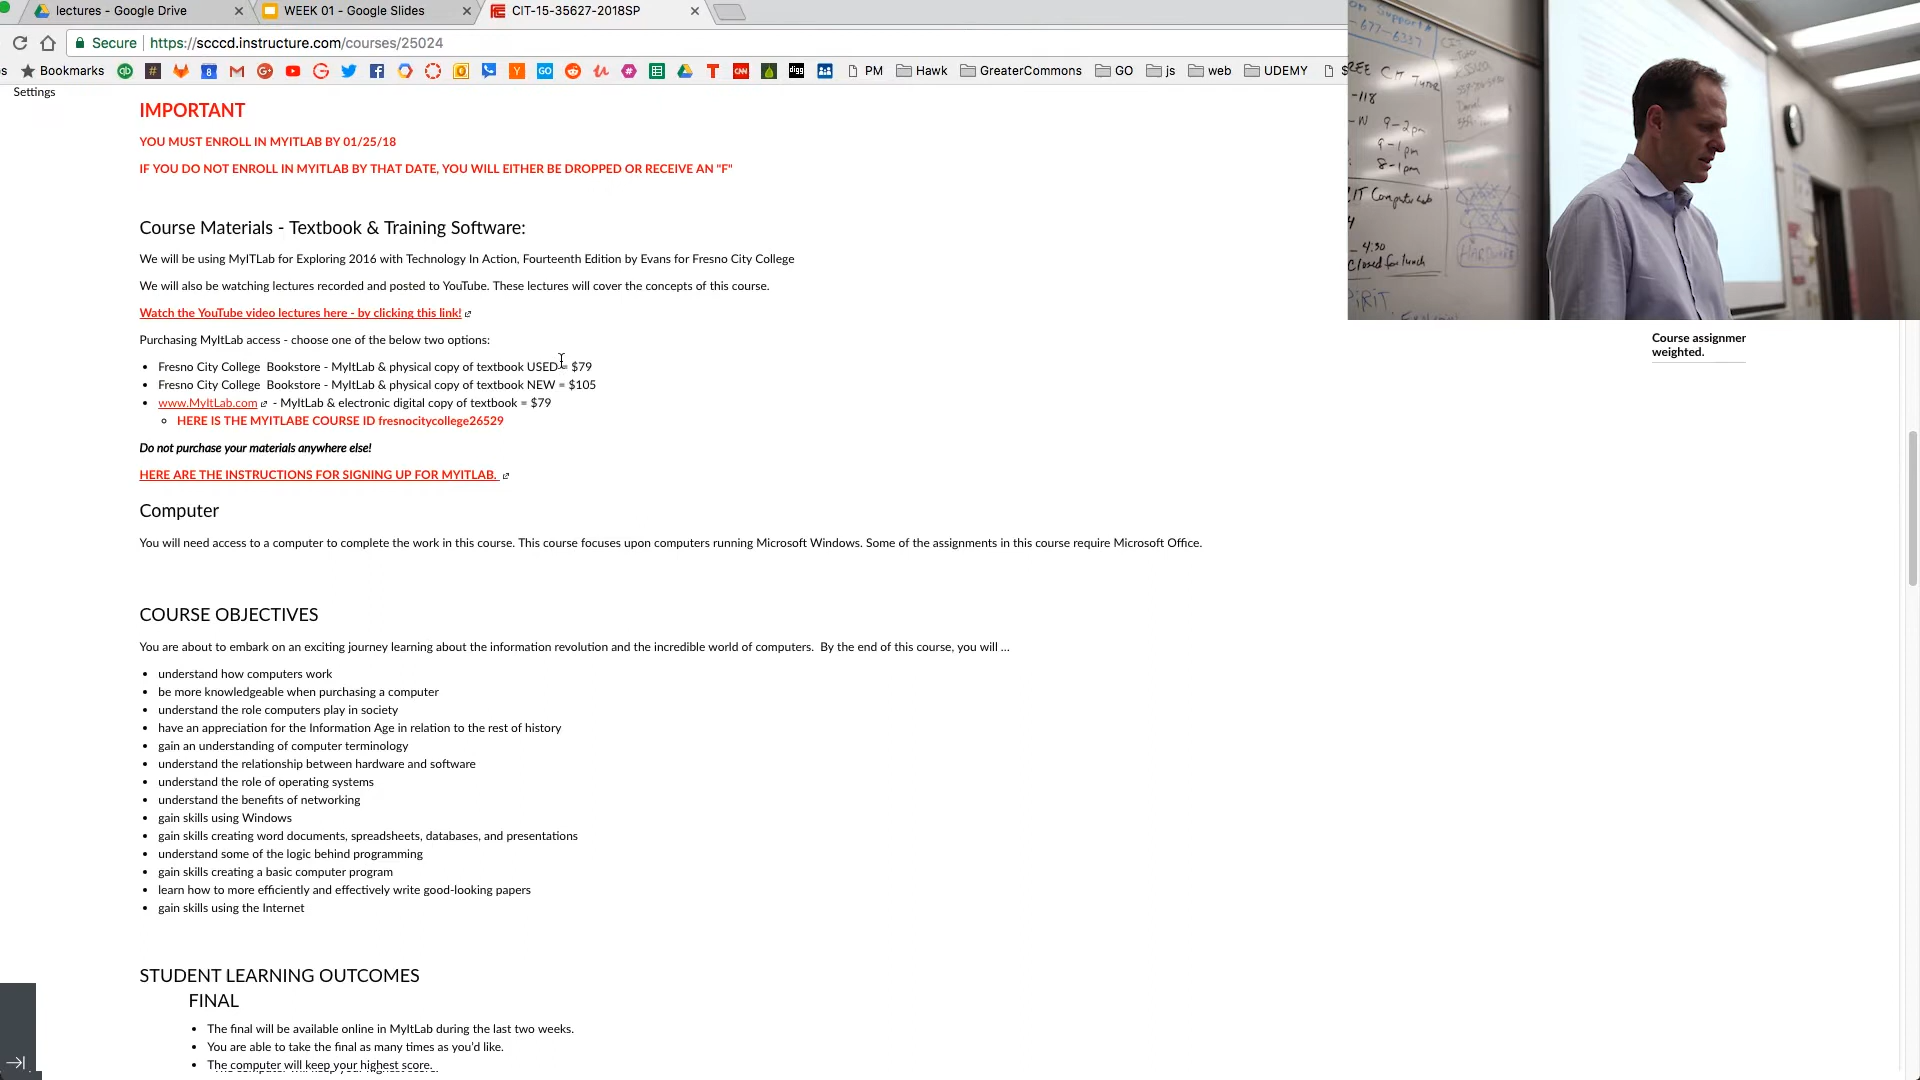 lectures - Google Drive
WEEK 01 - Google Slides
CIT-15-35627-2018SP
Secure
https://scccd.instructure.com/courses/25024
Bookmarks
PM
Hawk
GreaterCommons
GO
js
web
UDEMY
Settings
IMPORTANT
YOU MUST ENROLL IN MYITLAB BY 01/25/18
IF YOU DO NOT ENROLL IN MYITLAB BY THAT DATE, YOU WILL EITHER BE DROPPED OR RECEIVE AN "F"
Course Materials - Textbook & Training Software:
We will be using MyITLab for Exploring 2016 with Technology In Action, Fourteenth Edition by Evans for Fresno City College
We will also be watching lectures recorded and posted to YouTube. These lectures will cover the concepts of this course.
Watch the YouTube video lectures here - by clicking this link!
Purchasing MyItLab access - choose one of the below two options:
Fresno City College Bookstore - MyItLab & physical copy of textbook USED = $79
Fresno City College Bookstore - MyItLab & physical copy of textbook NEW = $105
www.MyItLab.com - MyItLab & electronic digital copy of textbook = $79
HERE IS THE MYITLABE COURSE ID fresnocitycollege26529
Do not purchase your materials anywhere else!
HERE ARE THE INSTRUCTIONS FOR SIGNING UP FOR MYITLAB.
Computer
You will need access to a computer to complete the work in this course. This course focuses upon computers running Microsoft Windows. Some of the assignments in this course require Microsoft Office.
COURSE OBJECTIVES
You are about to embark on an exciting journey learning about the information revolution and the incredible world of computers. By the end of this course, you will ...
understand how computers work
be more knowledgeable when purchasing a computer
understand the role computers play in society
have an appreciation for the Information Age in relation to the rest of history
gain an understanding of computer terminology
understand the relationship between hardware and software
understand the role of operating systems
understand the benefits of networking
gain skills using Windows
gain skills creating word documents, spreadsheets, databases, and presentations
understand some of the logic behind programming
gain skills creating a basic computer program
learn how to more efficiently and effectively write good-looking papers
gain skills using the Internet
STUDENT LEARNING OUTCOMES
FINAL
The final will be available online in MyItLab during the last two weeks.
You are able to take the final as many times as you'd like.
The computer will keep your highest score.
Course assignmer
weighted.
677-6337
-118
9-2pm
9-1pm
8-1pm
IT Computer Lab
- 4:30
Closed for lunch
HARDWARE